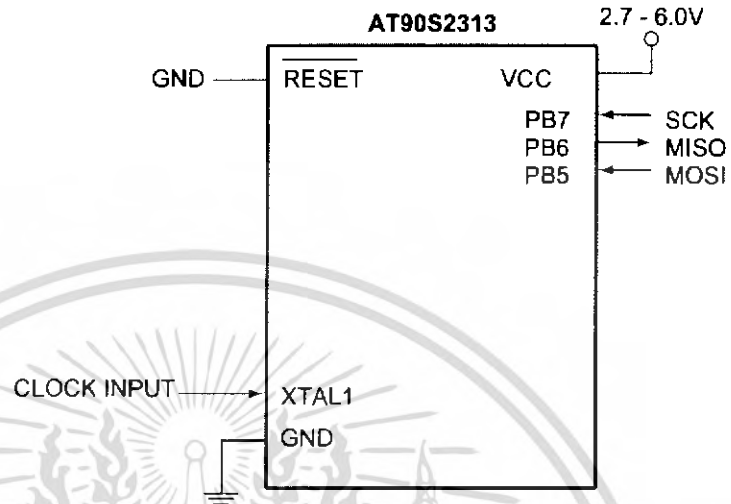 AT90S2313
2.7 - 6.0V
GND
RESET
VCC
PB7
SCK
PB6
MISO
PB5
MOSI
CLOCK INPUT
XTAL1
GND